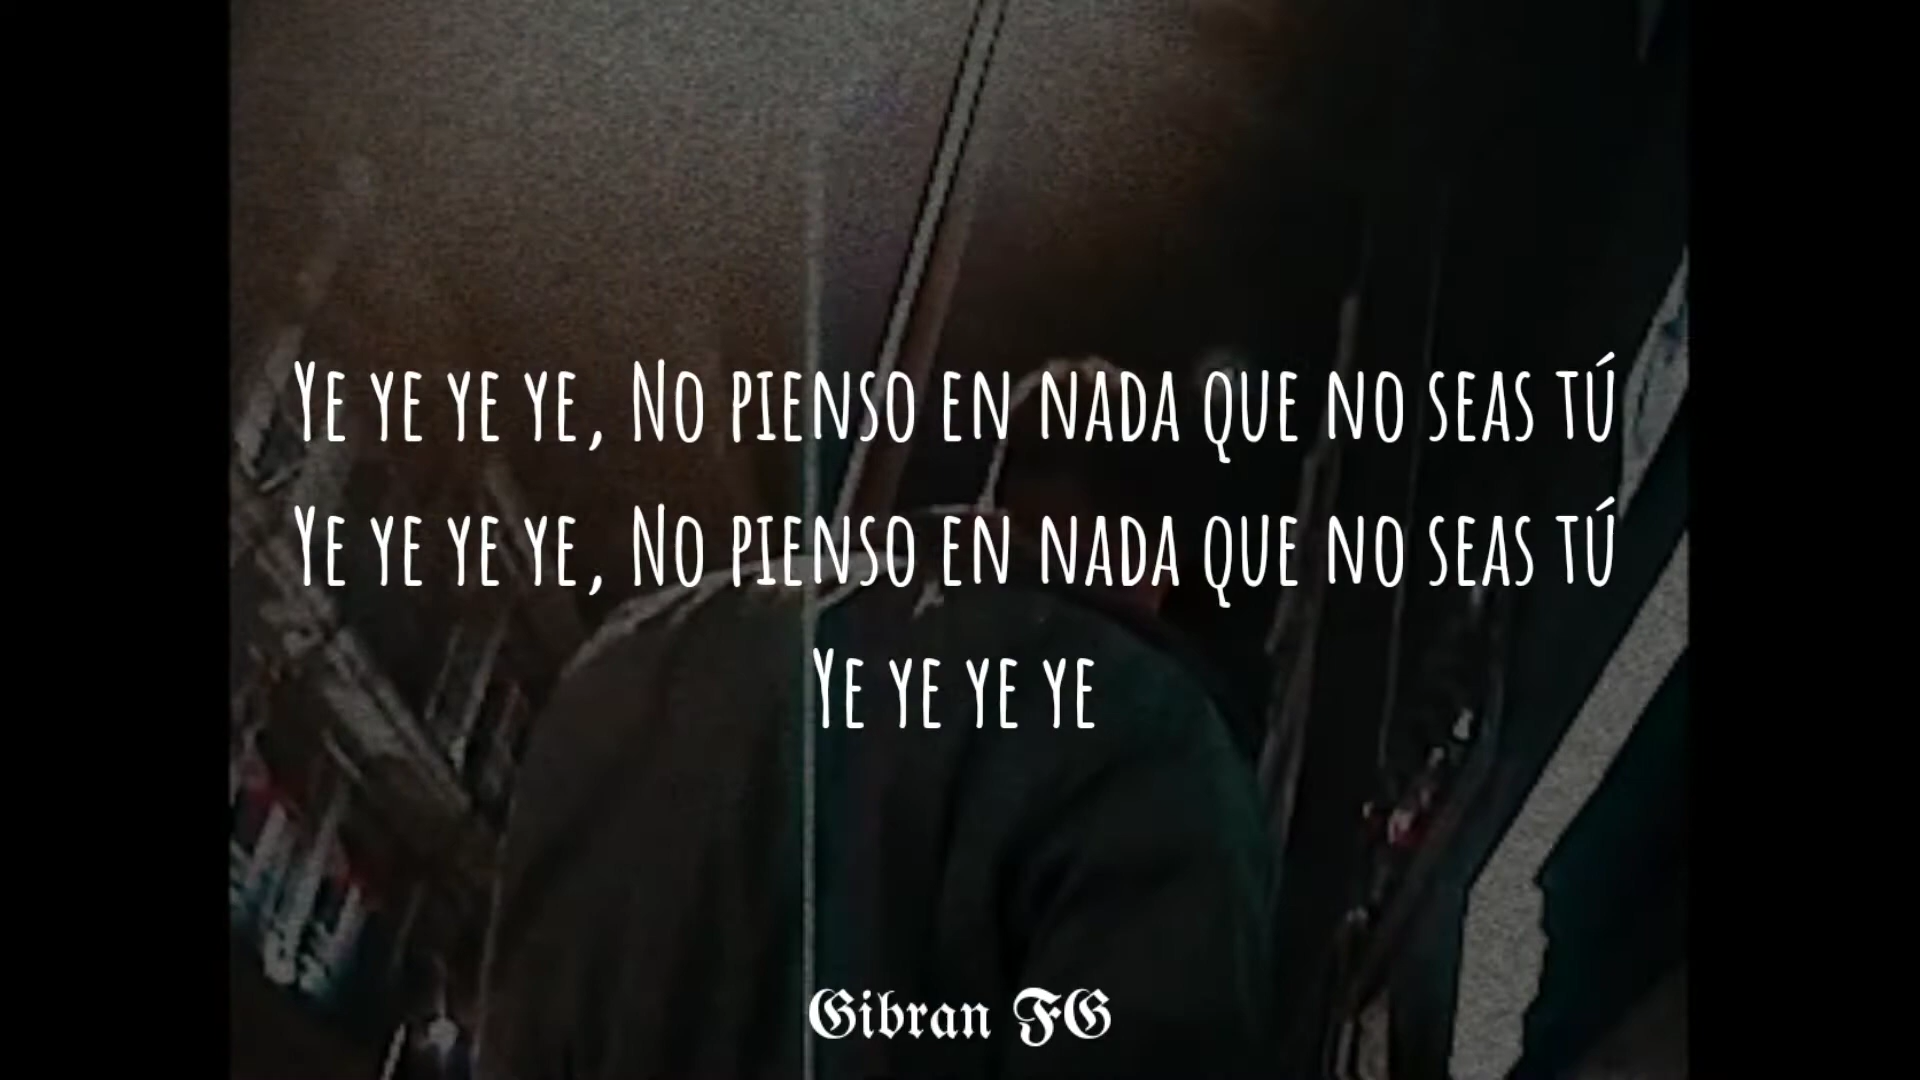 Ye ye ye ye, No pienso en nada que no seas tú
Ye ye ye ye, No pienso en nada que no seas tú
Ye ye ye ye
Gibran FG